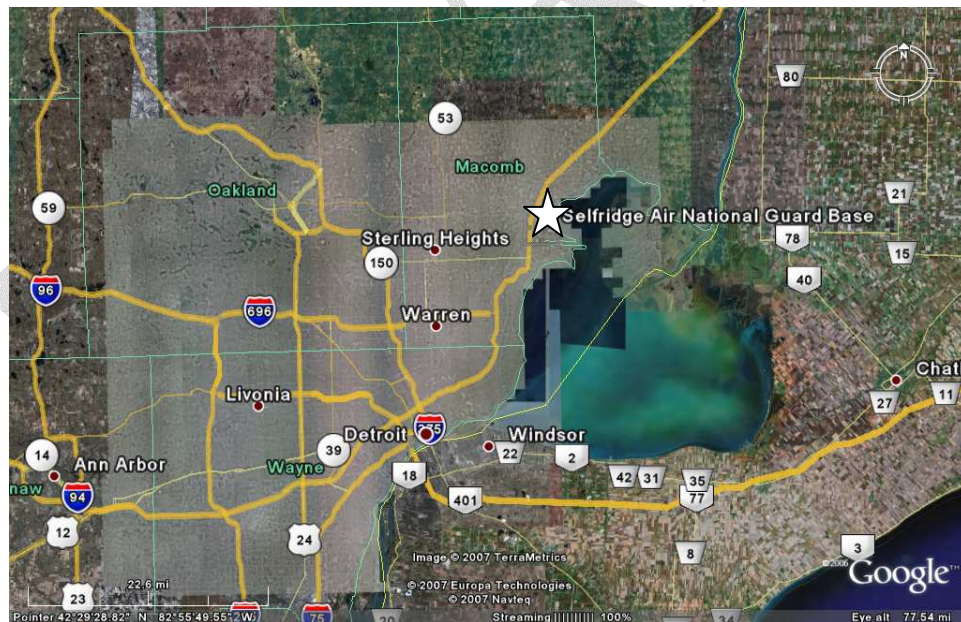 80
N
53
Macomb
Oakland
21
59
Selfridge Air National Guard Base
78
Sterling Heights
15
150
40
96
696
Warren
Livonia
27
11
Detroit
Windsor
39
22
2
14
Ann Arbor
Wayne
18
42
31
35
94
401
77
12
24
8
3
Image © 2007 TerraMetrics
©2006 Google™
22.6 mi
© 2007 Europa Technologies
23
© 2007 Navteq
75
34
Pointer 42°29'28.82" N 82°55'49.55" W
Streaming |||||||||| 100%
Eye alt 77.54 mi